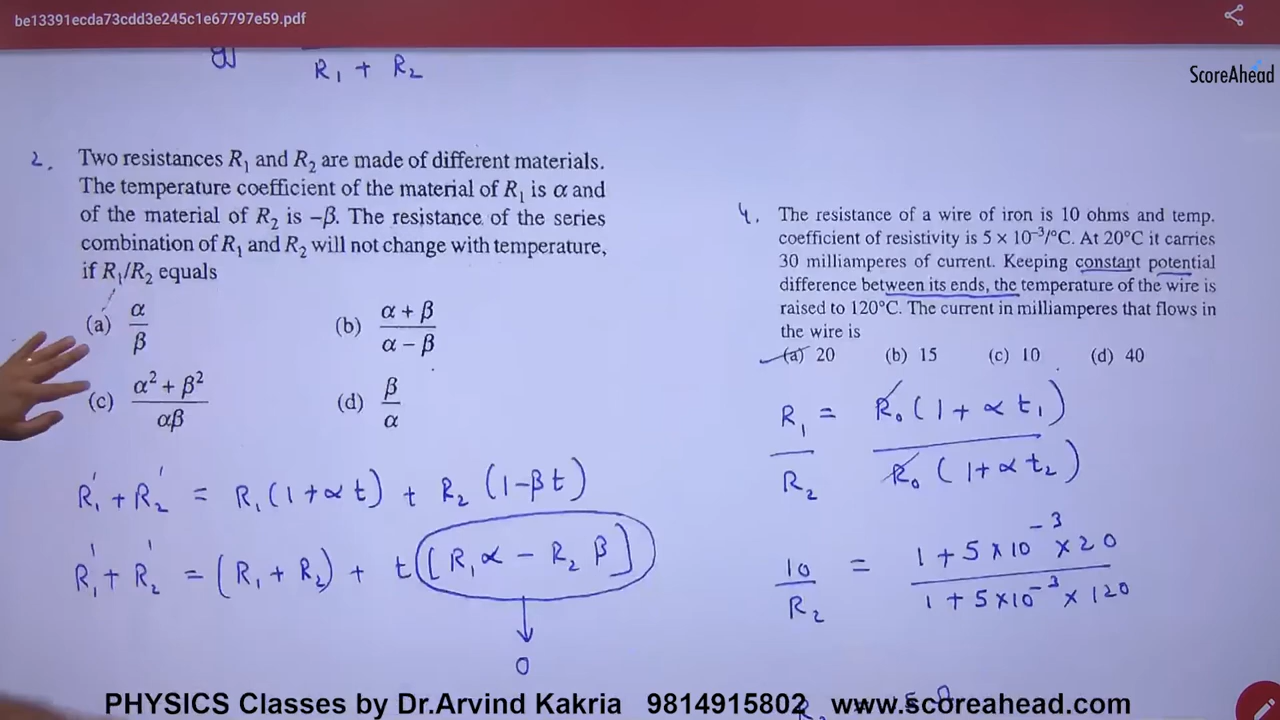 be13391ecda73cdd3e245c1e67797e59.pdf
ScoreAhead
R₁ + R₂
2. Two resistances R₁ and R₂ are made of different materials.
The temperature coefficient of the material of R₁ is α and
of the material of R₂ is –β. The resistance of the series
combination of R₁ and R₂ will not change with temperature,
if R₁/R₂ equals
(a) α/β (b) α + β / α – β
(c) α² + β² / αβ (d) β/α
R₁' + R₂' = R₁(1+αt) + R₂(1-βt)
R₁' + R₂' = (R₁ + R₂) + t[R₁α – R₂β]
0
4. The resistance of a wire of iron is 10 ohms and temp.
coefficient of resistivity is 5 × 10⁻³/°C. At 20°C it carries
30 milliamperes of current. Keeping constant potential
difference between its ends, the temperature of the wire is
raised to 120°C. The current in milliamperes that flows in
the wire is
(a) 20 (b) 15 (c) 10 (d) 40
R₁/R₂ = R₀(1+αt₁) / R₀(1+αt₂)
10/R₂ = 1+5×10⁻³×20 / 1+5×10⁻³×120
PHYSICS Classes by Dr.Arvind Kakria 9814915802 www.scoreahead.com